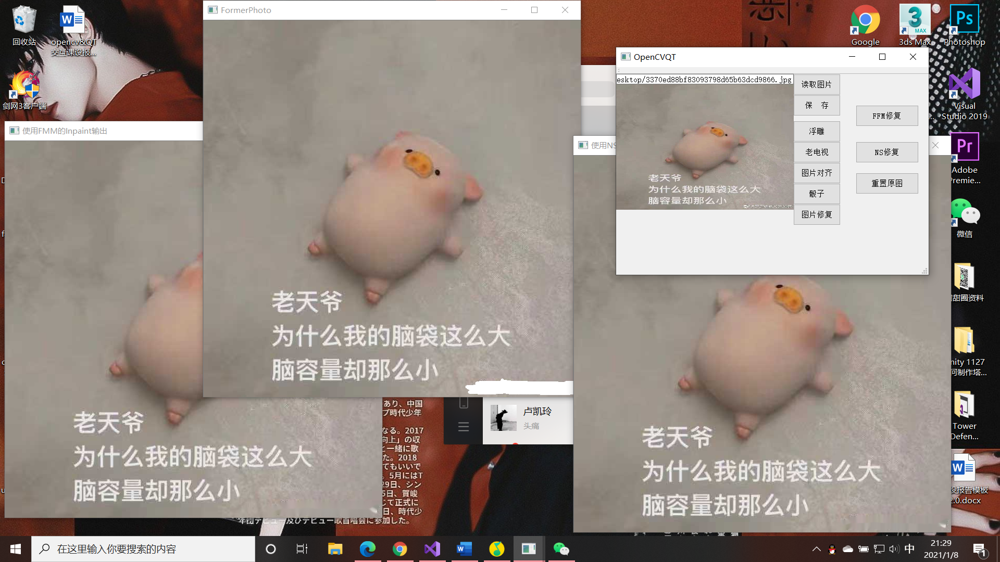 回收站
opencv&QT
交互课设报...
剑网3客户端
FormerPhoto
老天爷
为什么我的脑袋这么大
脑容量却那么小
使用FMM的Inpaint输出
老天爷
为什么我的脑袋这么大
脑容量却那么小
OpenCVQT
esktop/3370ed88bf83093798d65b63dcd9866.jpg
老天爷
为什么我的脑袋这么大
脑容量却那么小
读取图片
保 存
浮雕
老电视
图片对齐
骰子
图片修复
FFM修复
NS修复
重置原图
使用NS
老天爷
为什么我的脑袋这么大
脑容量却那么小
Google
3ds Max
3
MAX
Ps
Photoshop
Visual
Studio 2019
Pr
Adobe
Premie...
微信
甜圈资料
nity 1127
何制作塔...
Tower
Defen...
设报告模板
2.0.docx
あり、中国
ブ時代少年
なる。2017
向上」の収
と一緒に歌
た。2018
てもいいで
。5月にはT
29日、シン
5日、賀峻
して正式に
日、時代少
年団デビュー及びデビュー歌首唱会に参加した。
卢凯玲
头痛
在这里输入你要搜索的内容
中
21:29
2021/1/8
1